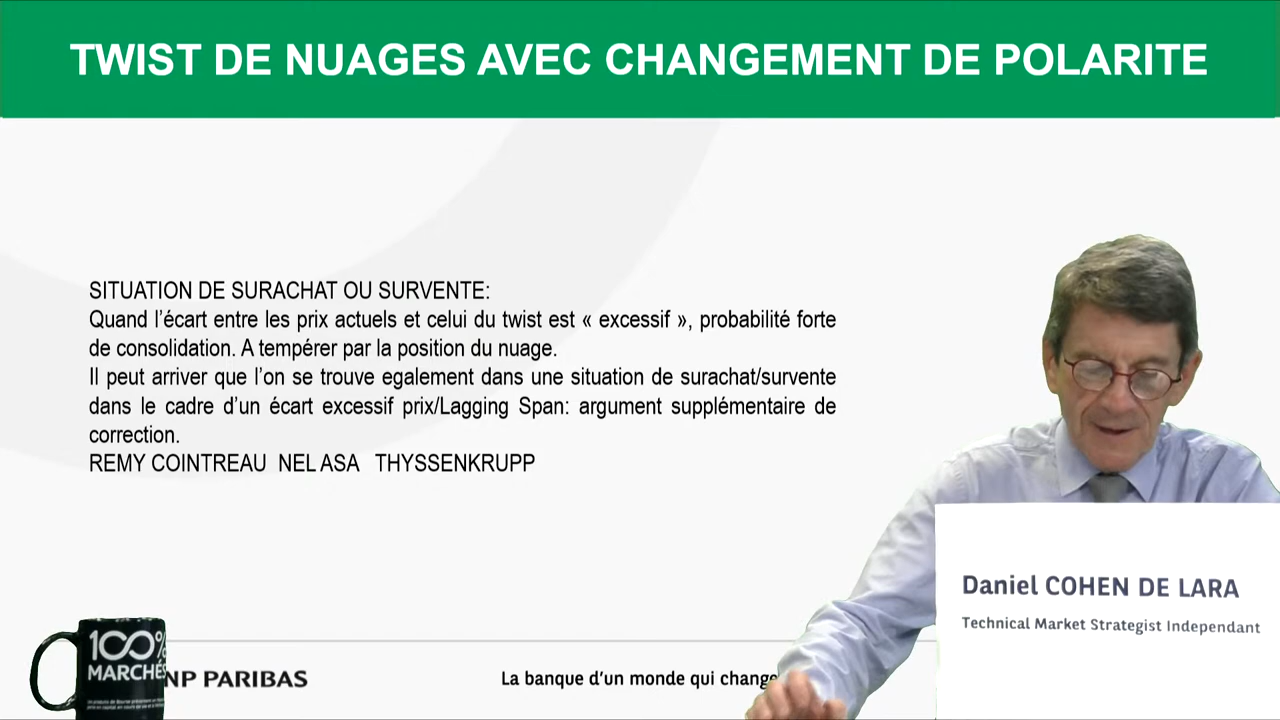 TWIST DE NUAGES AVEC CHANGEMENT DE POLARITE
SITUATION DE SURACHAT OU SURVENTE:
Quand l'écart entre les prix actuels et celui du twist est « excessif », probabilité forte
de consolidation. A tempérer par la position du nuage.
Il peut arriver que l'on se trouve egalement dans une situation de surachat/survente
dans le cadre d'un écart excessif prix/Lagging Span: argument supplémentaire de
correction.
REMY COINTREAU NEL ASA THYSSENKRUPP
Daniel COHEN DE LARA
Technical Market Strategist Independant
100%
MARCHÉS
NP PARIBAS
La banque d'un monde qui change